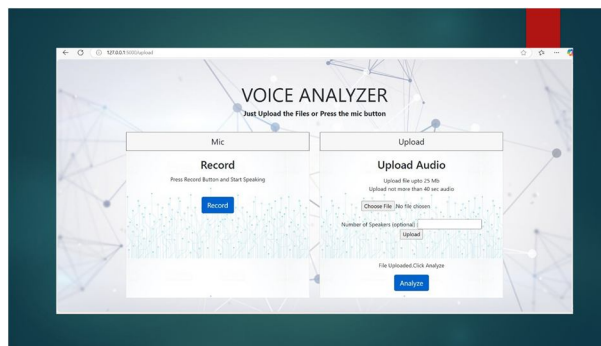 127.0.0.1:5000/upload
VOICE ANALYZER
Just Upload the Files or Press the mic button
Mic
Record
Press Record Button and Start Speaking
Record
Upload
Upload Audio
Upload file upto 25 Mb
Upload not more than 40 sec audio
Choose File No file chosen
Number of Speakers (optional) :
Upload
File Uploaded.Click Analyze
Analyze